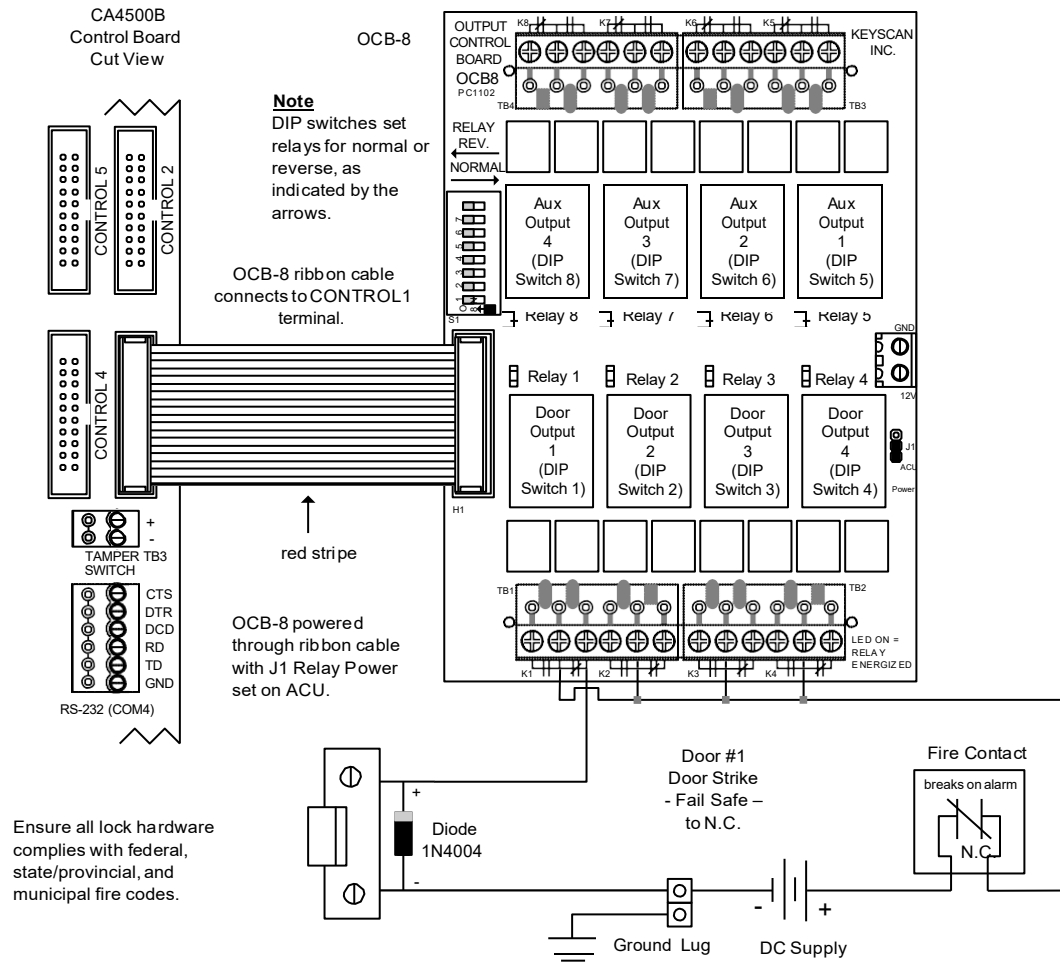 CA4500B
Control Board
Cut View
OCB-8
Note
DIP switches set
relays for normal or
reverse, as
indicated by the
arrows.
OCB-8 ribbon cable
connects to CONTROL1
terminal.
CONTROL 5
CONTROL 2
CONTROL 4
red stripe
TAMPER TB3
SWITCH
+
-
CTS
DTR
DCD
RD
TD
GND
RS-232 (COM4)
OCB-8 powered
through ribbon cable
with J1 Relay Power
set on ACU.
OUTPUT
CONTROL
BOARD
OCB8
PC1102
K8
K7
K6
K5
KEYSCAN
INC.
TB4
TB3
RELAY
REV.
NORMAL
1 2 3 4 5 6 7
S1
Aux
Output
4
(DIP
Switch 8)
Aux
Output
3
(DIP
Switch 7)
Aux
Output
2
(DIP
Switch 6)
Aux
Output
1
(DIP
Switch 5)
Relay 8
Relay 7
Relay 6
Relay 5
GND
12V
Relay 1
Relay 2
Relay 3
Relay 4
Door
Output
1
(DIP
Switch 1)
Door
Output
2
(DIP
Switch 2)
Door
Output
3
(DIP
Switch 3)
Door
Output
4
(DIP
Switch 4)
J1
ACU
Power
H1
TB1
TB2
K1
K2
K3
K4
LED ON =
RELAY
ENERGIZED
Door #1
Door Strike
- Fail Safe –
to N.C.
Fire Contact
breaks on alarm
N.C.
+
Diode
1N4004
-
Ensure all lock hardware
complies with federal,
state/provincial, and
municipal fire codes.
Ground Lug
- +
DC Supply